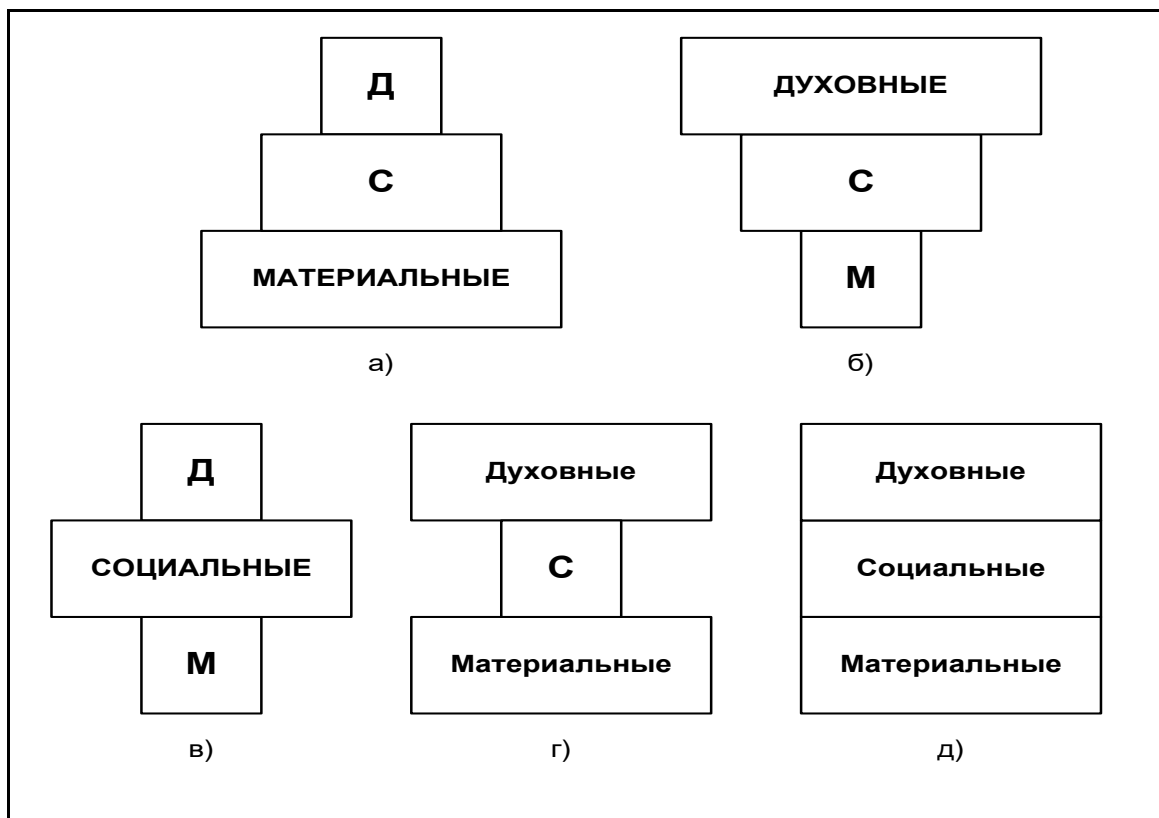 Д
С
МАТЕРИАЛЬНЫЕ
а)
ДУХОВНЫЕ
С
М
б)
Д
СОЦИАЛЬНЫЕ
М
в)
Духовные
С
Материальные
г)
Духовные
Социальные
Материальные
д)